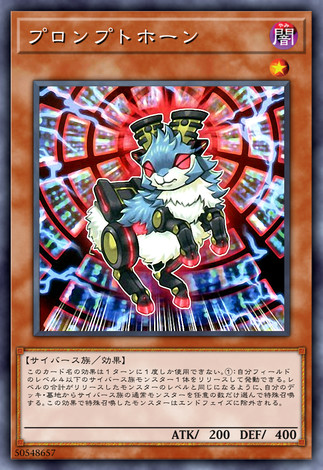 プロンプトホーン
闇
やみ
【サイバース族／効果】
このカード名の効果は１ターンに１度しか使用できない。①：自分フィールド
のレベル４以下のサイバース族モンスター１体をリリースして発動できる。レ
ベルの合計がリリースしたモンスターのレベルと同じになるように、自分のデ
ッキ・墓地からサイバース族の通常モンスターを任意の数だけ選んで特殊召喚
する。この効果で特殊召喚したモンスターはエンドフェイズに除外される。
ATK/ 200 DEF/ 400
50548657